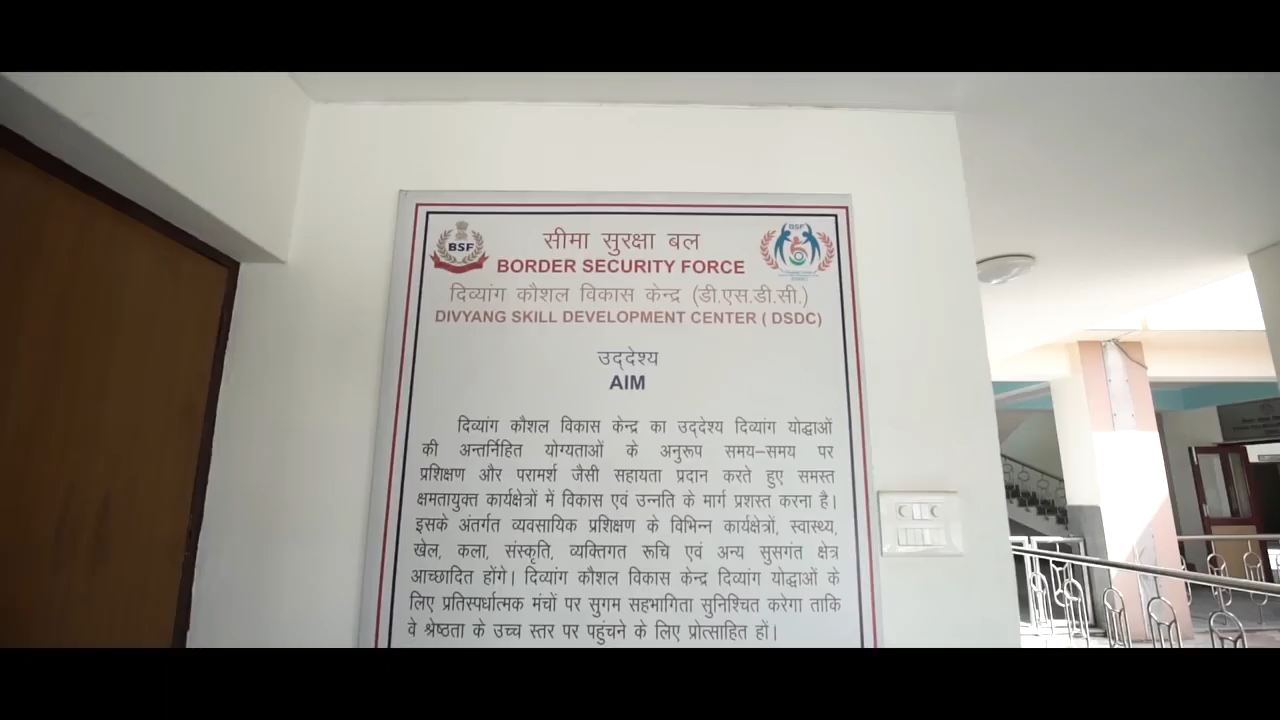 BSF
BSF
सीमा सुरक्षा बल
BORDER SECURITY FORCE
दिव्यांग कौशल विकास केन्द्र (डी.एस.डी.सी.)
DIVYANG SKILL DEVELOPMENT CENTER ( DSDC)
उद्देश्य
AIM
दिव्यांग कौशल विकास केन्द्र का उद्देश्य दिव्यांग योद्धाओं
की अन्तर्निहित योग्यताओं के अनुरूप समय–समय पर
प्रशिक्षण और परामर्श जैसी सहायता प्रदान करते हुए समस्त
क्षमतायुक्त कार्यक्षेत्रों में विकास एवं उन्नति के मार्ग प्रशस्त करना है।
इसके अंतर्गत व्यवसायिक प्रशिक्षण के विभिन्न कार्यक्षेत्रों, स्वास्थ्य,
खेल, कला, संस्कृति, व्यक्तिगत रूचि एवं अन्य सुसगंत क्षेत्र
आच्छादित होंगे। दिव्यांग कौशल विकास केन्द्र दिव्यांग योद्धाओं के
लिए प्रतिस्पर्धात्मक मंचों पर सुगम सहभागिता सुनिश्चित करेगा ताकि
वे श्रेष्ठता के उच्च स्तर पर पहुंचने के लिए प्रोत्साहित हों।